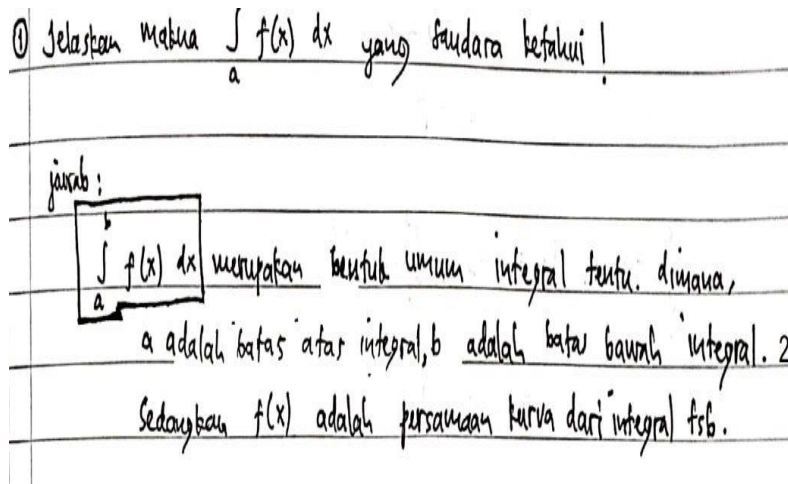 ① Jelaskan makna ∫ f(x) dx yang saudara ketahui !
a
jawab :
b
∫ f(x) dx merupakan bentuk umum integral tentu. dimana,
a
a adalah batas atas integral, b adalah batas bawah integral. 2
Sedangkan f(x) adalah persamaan kurva dari integral tsb.